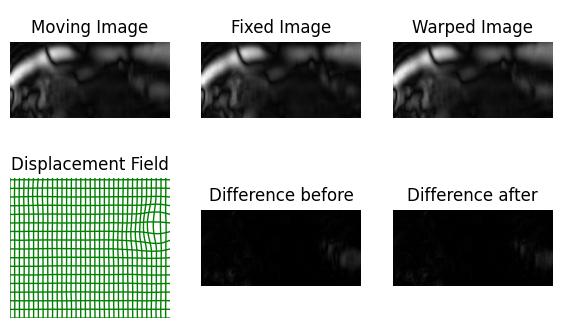 Moving Image
Fixed Image
Warped Image
Displacement Field
Difference before
Difference after